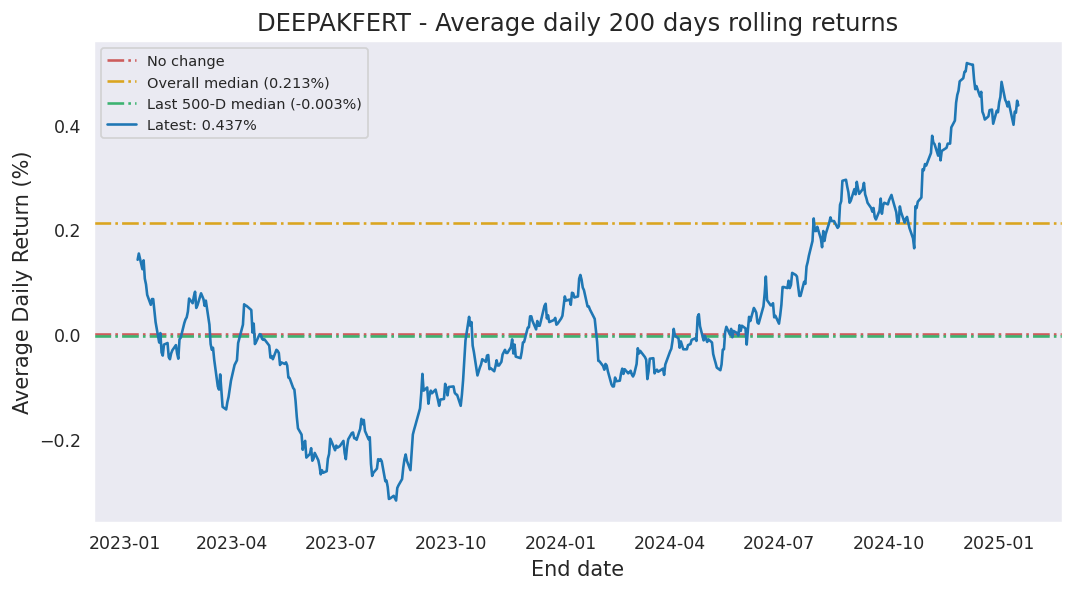 DEEPAKFERT - Average daily 200 days rolling returns
No change
Overall median (0.213%)
Last 500-D median (-0.003%)
Latest: 0.437%
Average Daily Return (%)
0.4
0.2
0.0
−0.2
2023-01 2023-04 2023-07 2023-10 2024-01 2024-04 2024-07 2024-10 2025-01
End date